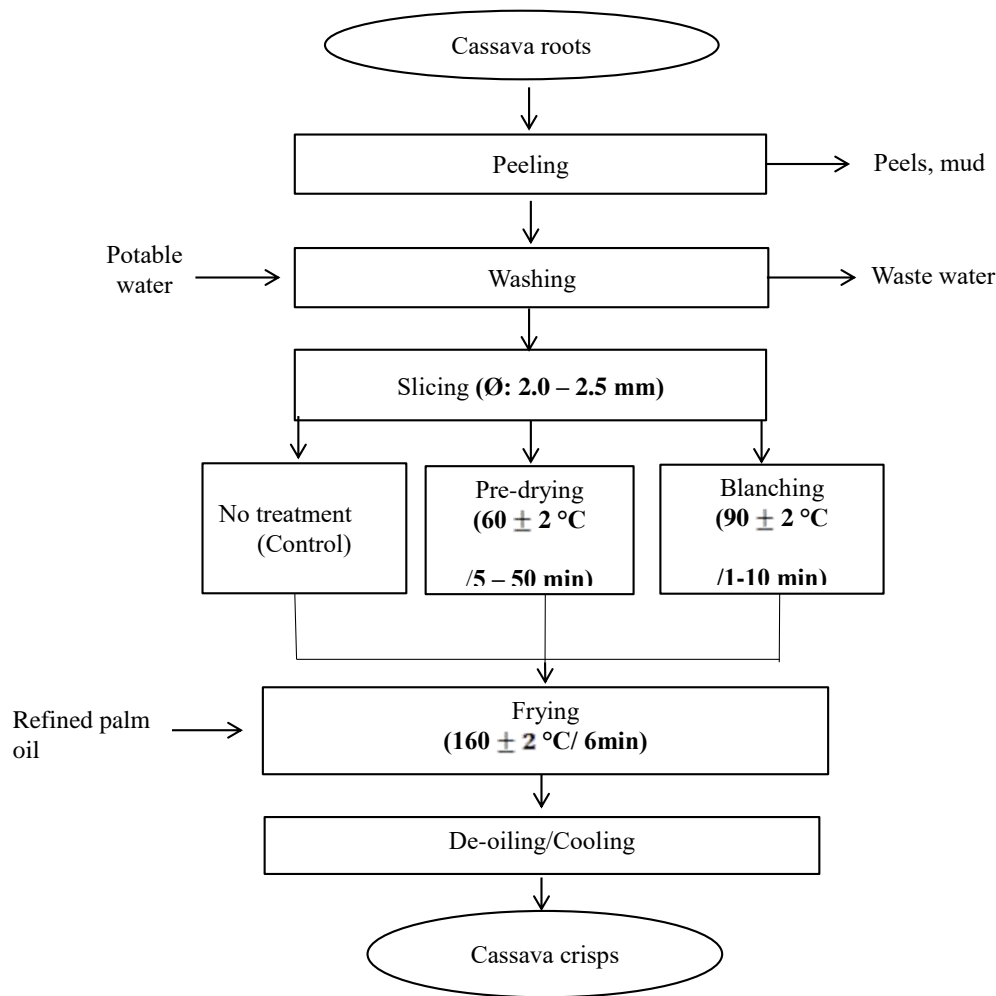 Cassava roots
Peeling
Peels, mud
Potable
water
Washing
Waste water
Slicing (Ø: 2.0 – 2.5 mm)
No treatment
(Control)
Pre-drying
(60 ± 2 °C
/5 – 50 min)
Blanching
(90 ± 2 °C
/1-10 min)
Refined palm
oil
Frying
(160 ± 2 °C/ 6min)
De-oiling/Cooling
Cassava crisps